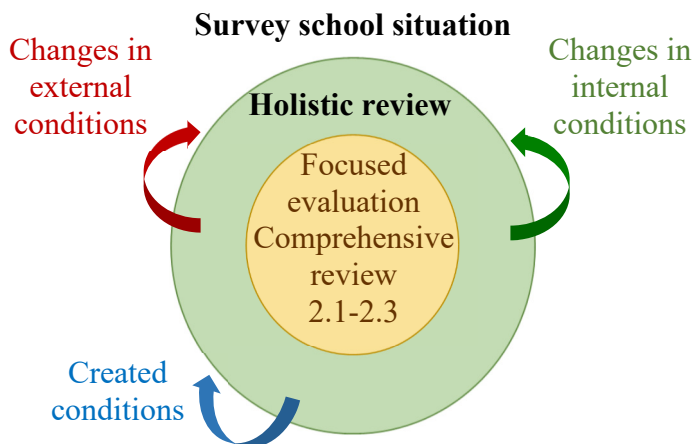 Survey school situation
Changes in
external
conditions
Changes in
internal
conditions
Holistic review
Focused
evaluation
Comprehensive
review
2.1-2.3
Created
conditions